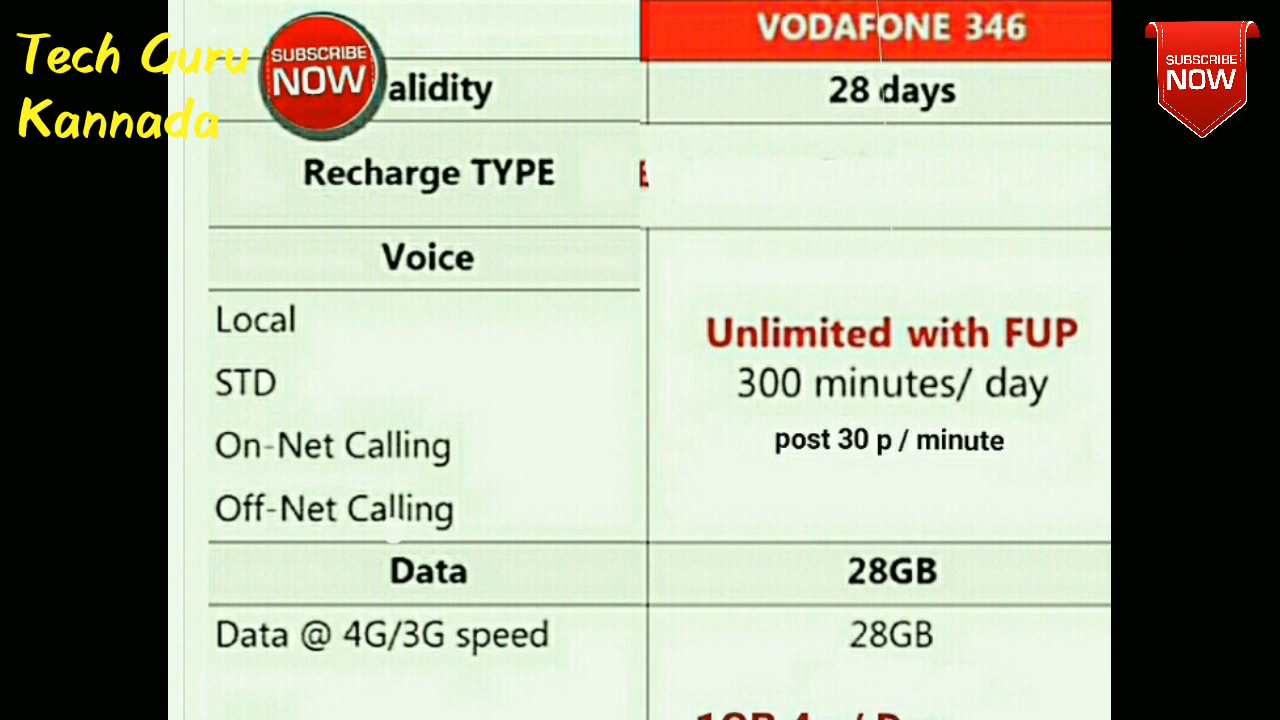 Tech Guru
Kannada
SUBSCRIBE
NOW
SUBSCRIBE
NOW
VODAFONE 346
alidity
28 days
Recharge TYPE
Voice
Local
STD
On-Net Calling
Off-Net Calling
Unlimited with FUP
300 minutes/ day
post 30 p / minute
Data
28GB
Data @ 4G/3G speed
28GB